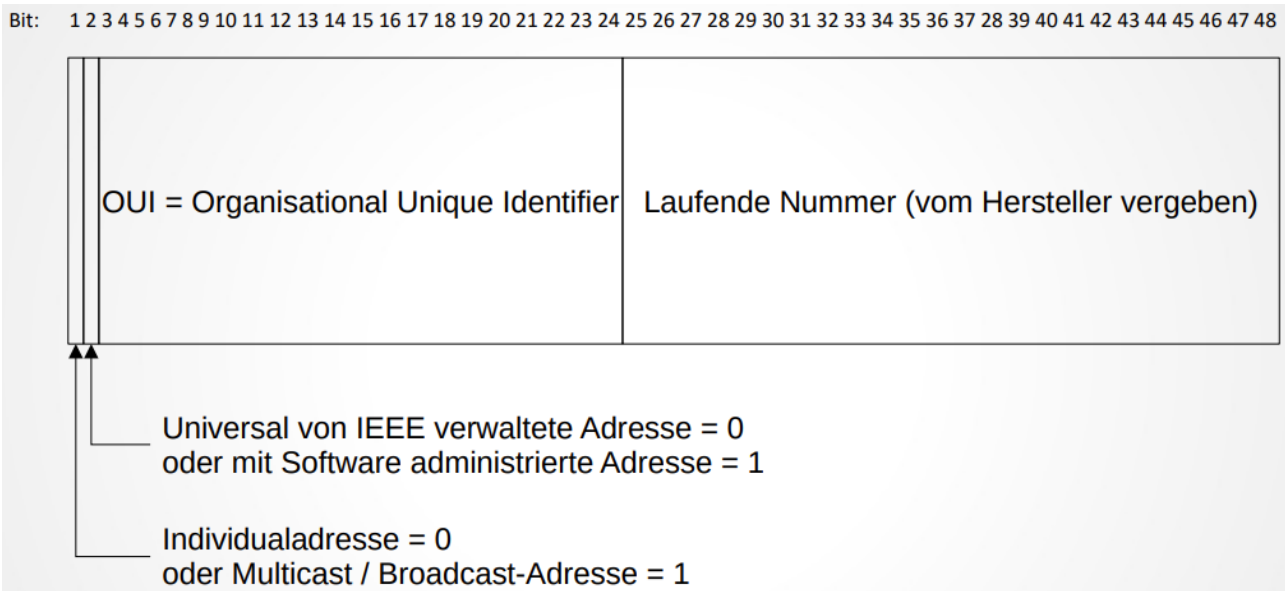 Bit: 1 2 3 4 5 6 7 8 9 10 11 12 13 14 15 16 17 18 19 20 21 22 23 24 25 26 27 28 29 30 31 32 33 34 35 36 37 28 39 40 41 42 43 44 45 46 47 48
OUI = Organisational Unique Identifier Laufende Nummer (vom Hersteller vergeben)
Universal von IEEE verwaltete Adresse = 0
oder mit Software administrierte Adresse = 1
Individualadresse = 0
oder Multicast / Broadcast-Adresse = 1